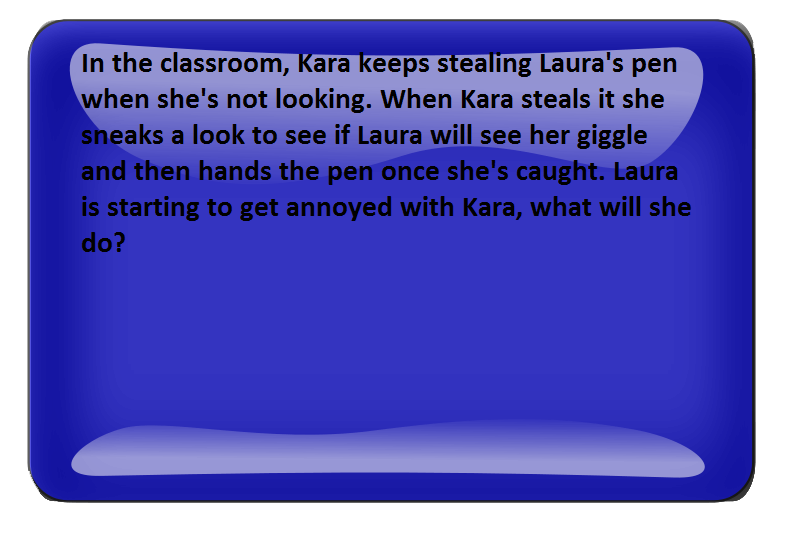 In the classroom, Kara keeps stealing Laura's pen
when she's not looking. When Kara steals it she
sneaks a look to see if Laura will see her giggle
and then hands the pen once she's caught. Laura
is starting to get annoyed with Kara, what will she
do?